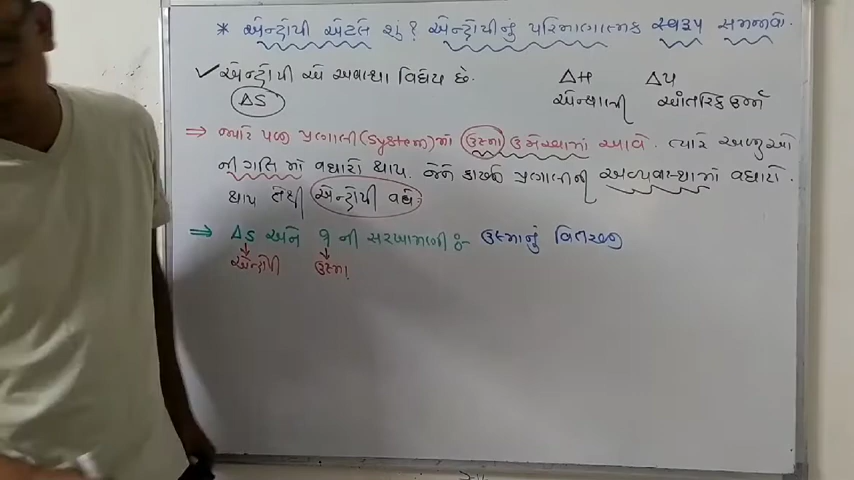 * એન્ટ્રોપી એટલે શું? એન્ટ્રોપીનું પરિમાણાત્મક સ્વરૂપ સમજાવો.
✓ એન્ટ્રોપી એ અવસ્થા વિધેય છે. ΔH ΔU
ΔS એન્થાલ્પી આંતરિક ઉર્જા
⇒ જ્યારે પણ પ્રણાલી (system) માં ઉષ્મા ઉમેરવામાં આવે. ત્યારે અણુઓ
ની ગતિ માં વધારો થાય. જેને કારણે પ્રણાલીની અવ્યવસ્થામાં વધારો.
થાય તેથી એન્ટ્રોપી વધે.
⇒ ΔS અને q ની સરખામણી :- ઉષ્માનું વિતરણ
એન્ટ્રોપી ઉષ્મા